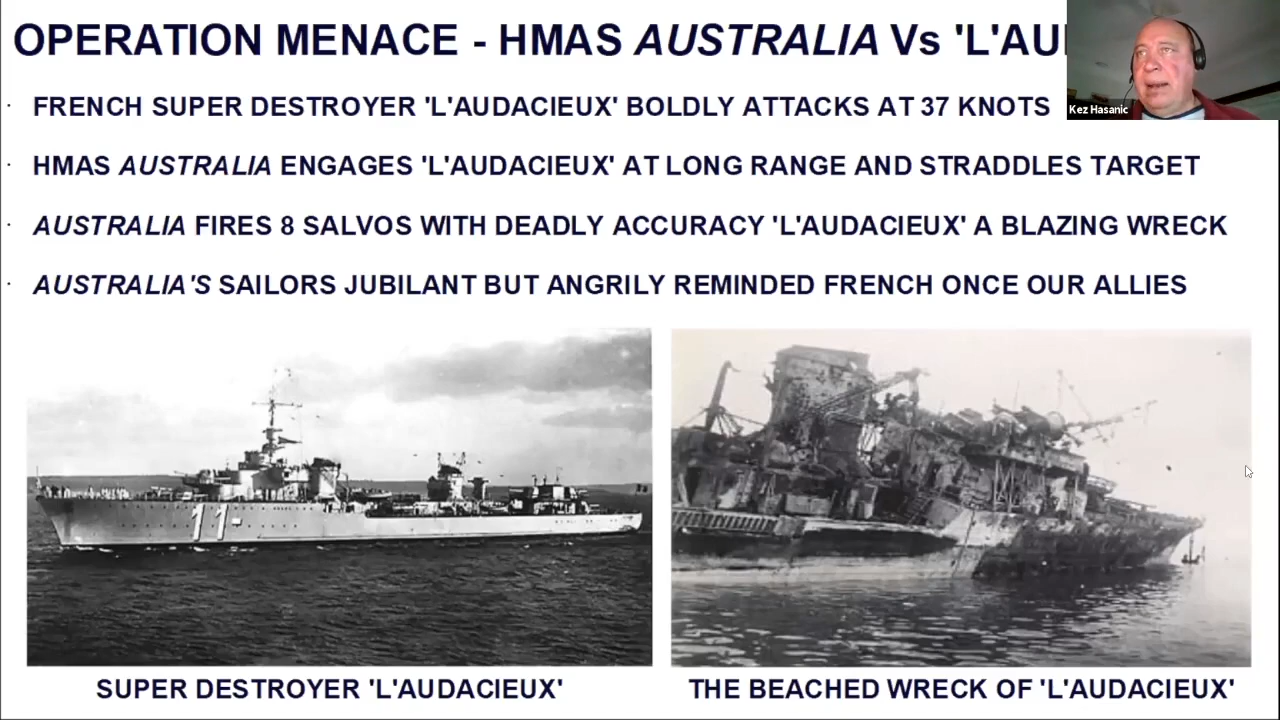 OPERATION MENACE - HMAS AUSTRALIA Vs 'L'AU
Kez Hasanic
· FRENCH SUPER DESTROYER 'L'AUDACIEUX' BOLDLY ATTACKS AT 37 KNOTS
· HMAS AUSTRALIA ENGAGES 'L'AUDACIEUX' AT LONG RANGE AND STRADDLES TARGET
· AUSTRALIA FIRES 8 SALVOS WITH DEADLY ACCURACY 'L'AUDACIEUX' A BLAZING WRECK
· AUSTRALIA'S SAILORS JUBILANT BUT ANGRILY REMINDED FRENCH ONCE OUR ALLIES
11
SUPER DESTROYER 'L'AUDACIEUX'
THE BEACHED WRECK OF 'L'AUDACIEUX'